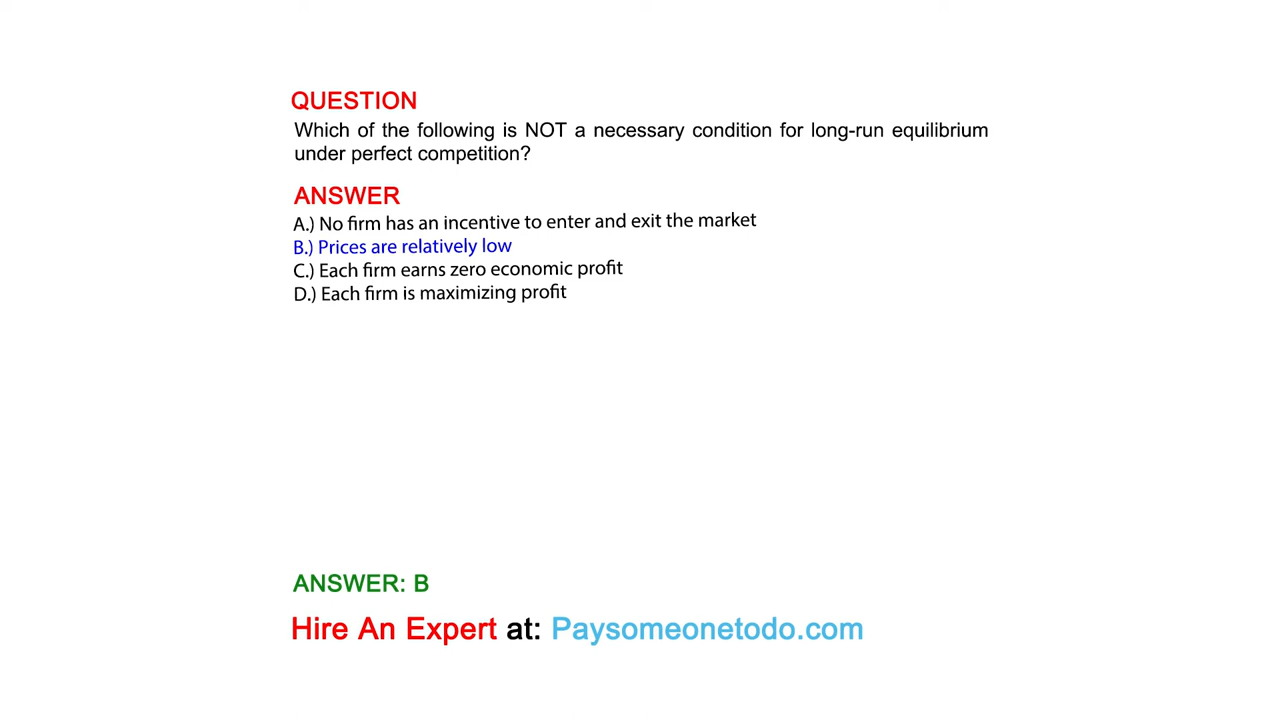 QUESTION
Which of the following is NOT a necessary condition for long-run equilibrium
under perfect competition?
ANSWER
A.) No firm has an incentive to enter and exit the market
B.) Prices are relatively low
C.) Each firm earns zero economic profit
D.) Each firm is maximizing profit
ANSWER: B
Hire An Expert at: Paysomeonetodo.com